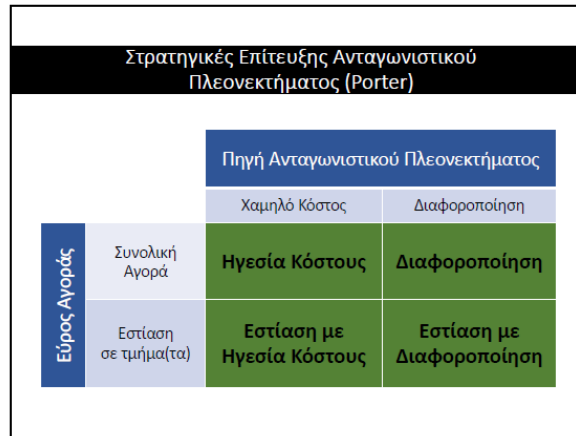 Στρατηγικές Επίτευξης Ανταγωνιστικού
Πλεονεκτήματος (Porter)
Πηγή Ανταγωνιστικού Πλεονεκτήματος
Χαμηλό Κόστος
Διαφοροποίηση
Εύρος Αγοράς
Συνολική
Αγορά
Ηγεσία Κόστους
Διαφοροποίηση
Εστίαση
σε τμήμα(τα)
Εστίαση με
Ηγεσία Κόστους
Εστίαση με
Διαφοροποίηση